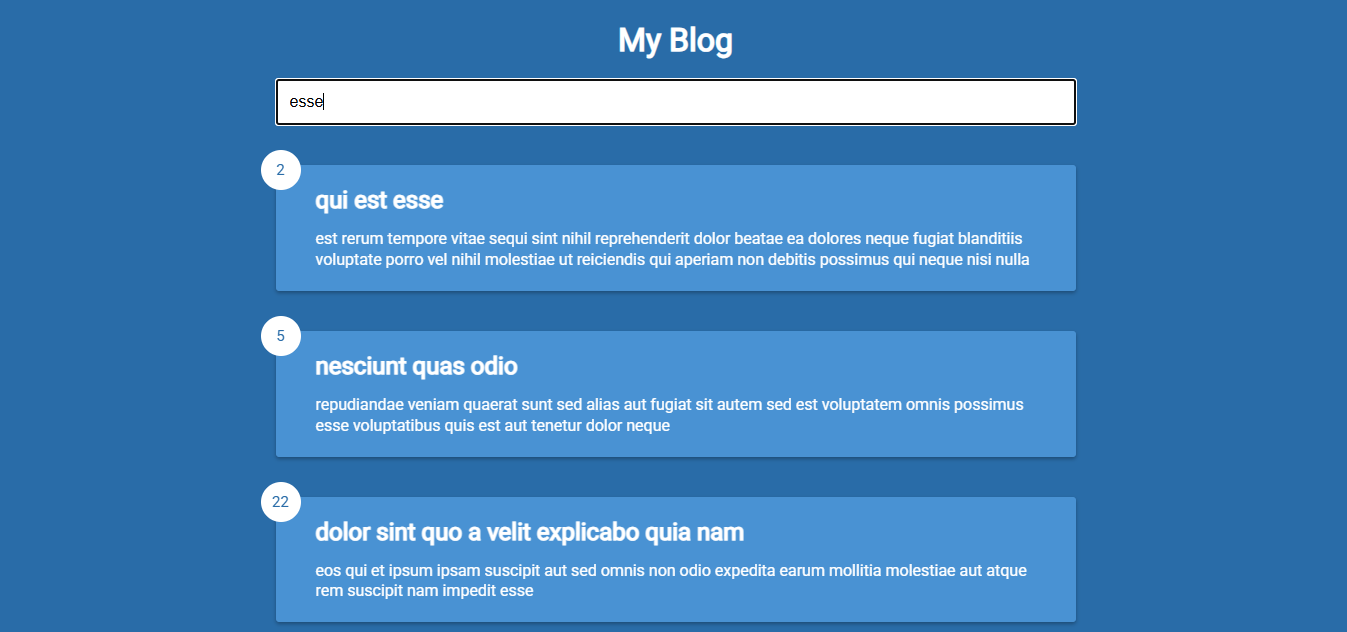 My Blog
esse
2
qui est esse
est rerum tempore vitae sequi sint nihil reprehenderit dolor beatae ea dolores neque fugiat blanditiis
voluptate porro vel nihil molestiae ut reiciendis qui aperiam non debitis possimus qui neque nisi nulla
5
nesciunt quas odio
repudiandae veniam quaerat sunt sed alias aut fugiat sit autem sed est voluptatem omnis possimus
esse voluptatibus quis est aut tenetur dolor neque
22
dolor sint quo a velit explicabo quia nam
eos qui et ipsum ipsam suscipit aut sed omnis non odio expedita earum mollitia molestiae aut atque
rem suscipit nam impedit esse